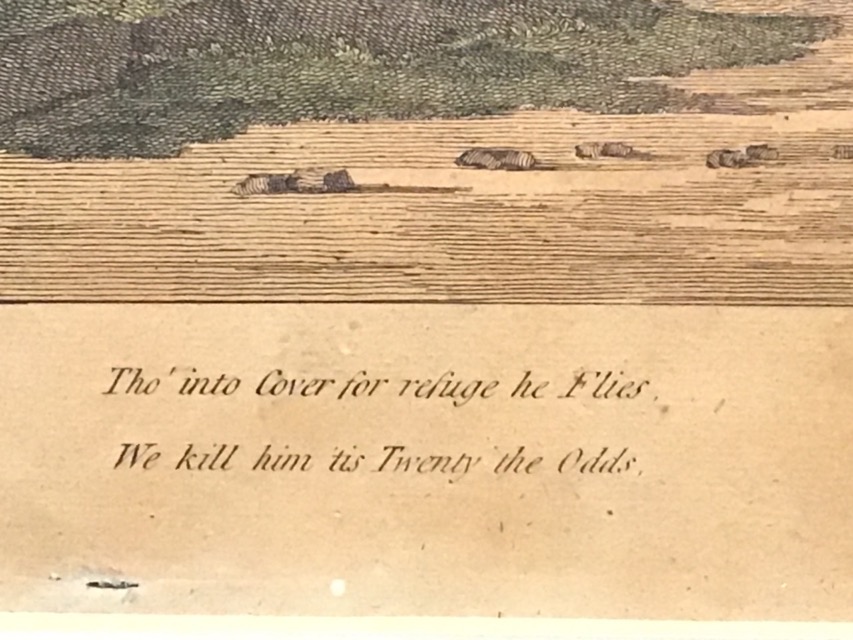 Tho' into Cover for refuge he Flies,
We kill him 'tis Twenty the Odds.